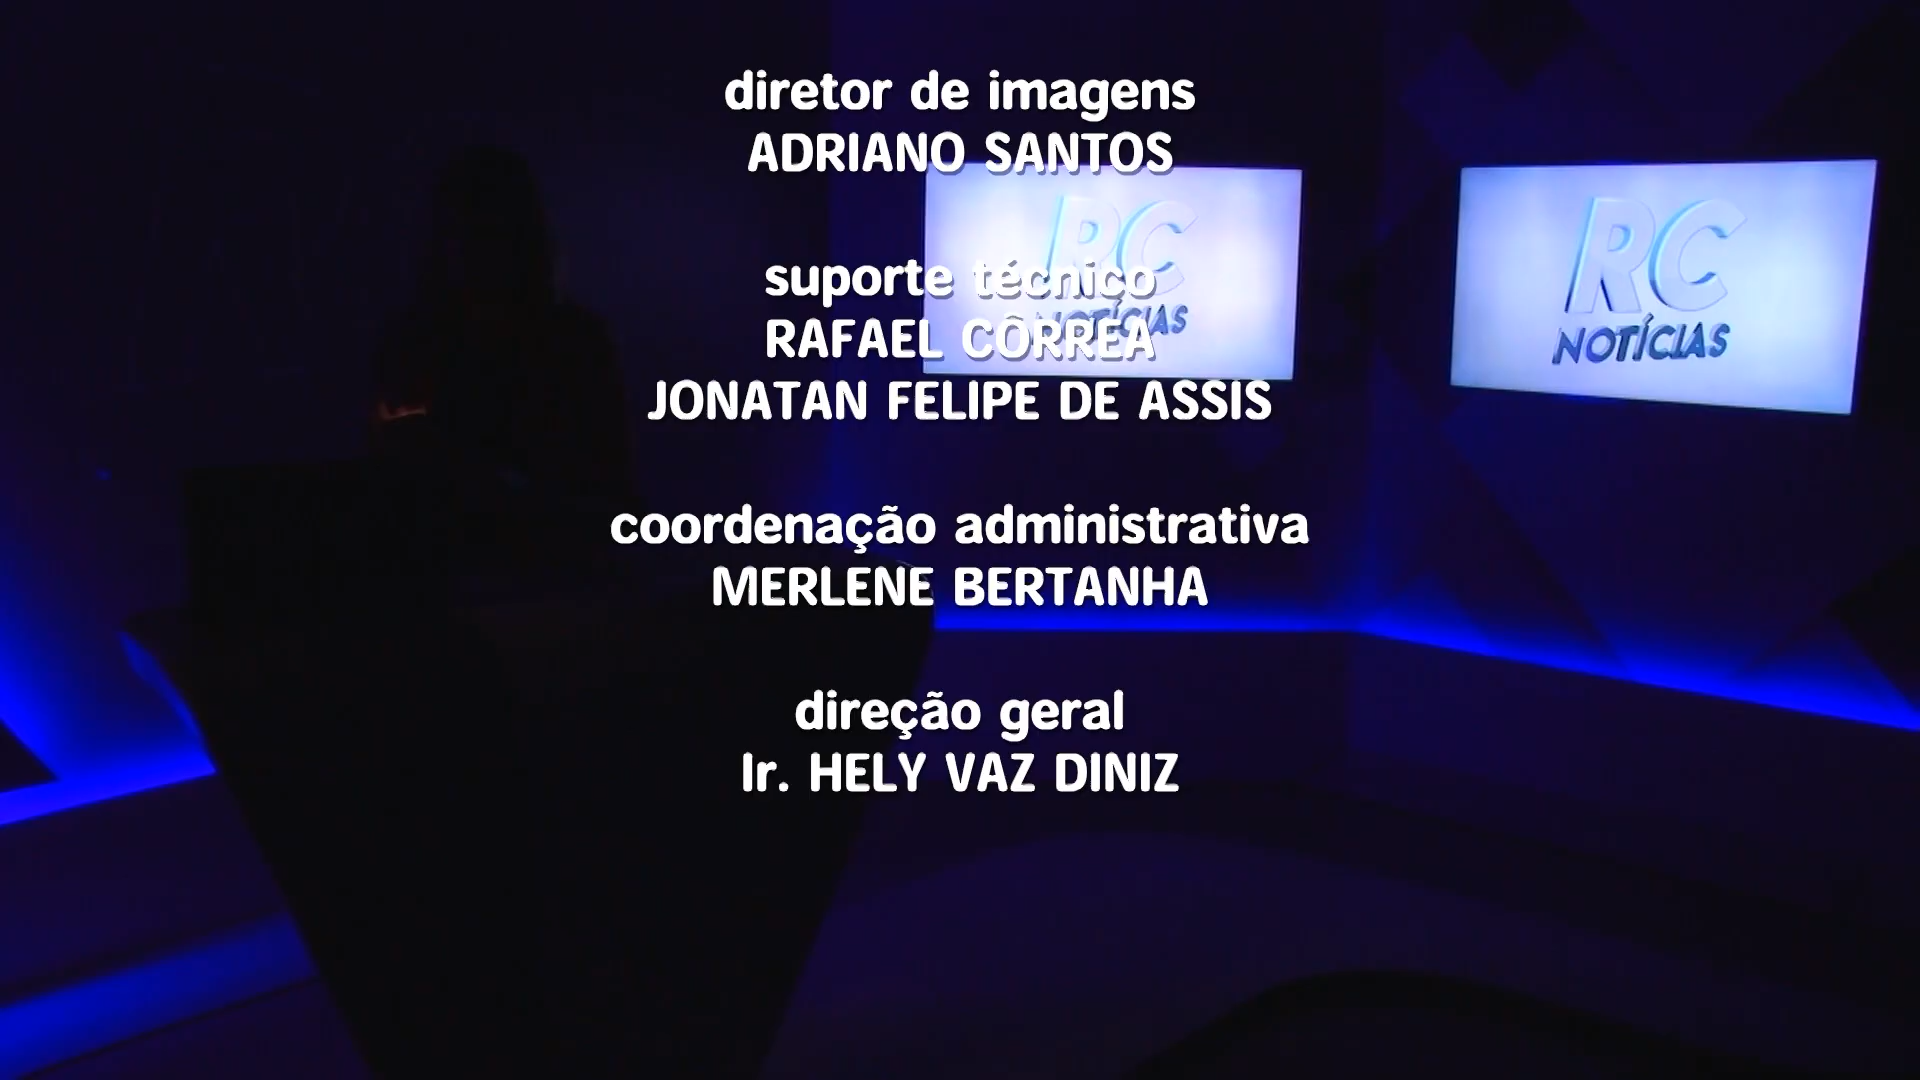 diretor de imagens
ADRIANO SANTOS
suporte técnico
RAFAEL CÔRREA
JONATAN FELIPE DE ASSIS
coordenação administrativa
MERLENE BERTANHA
direção geral
Ir. HELY VAZ DINIZ
RC
NOTÍCIAS
RC
NOTÍCIAS